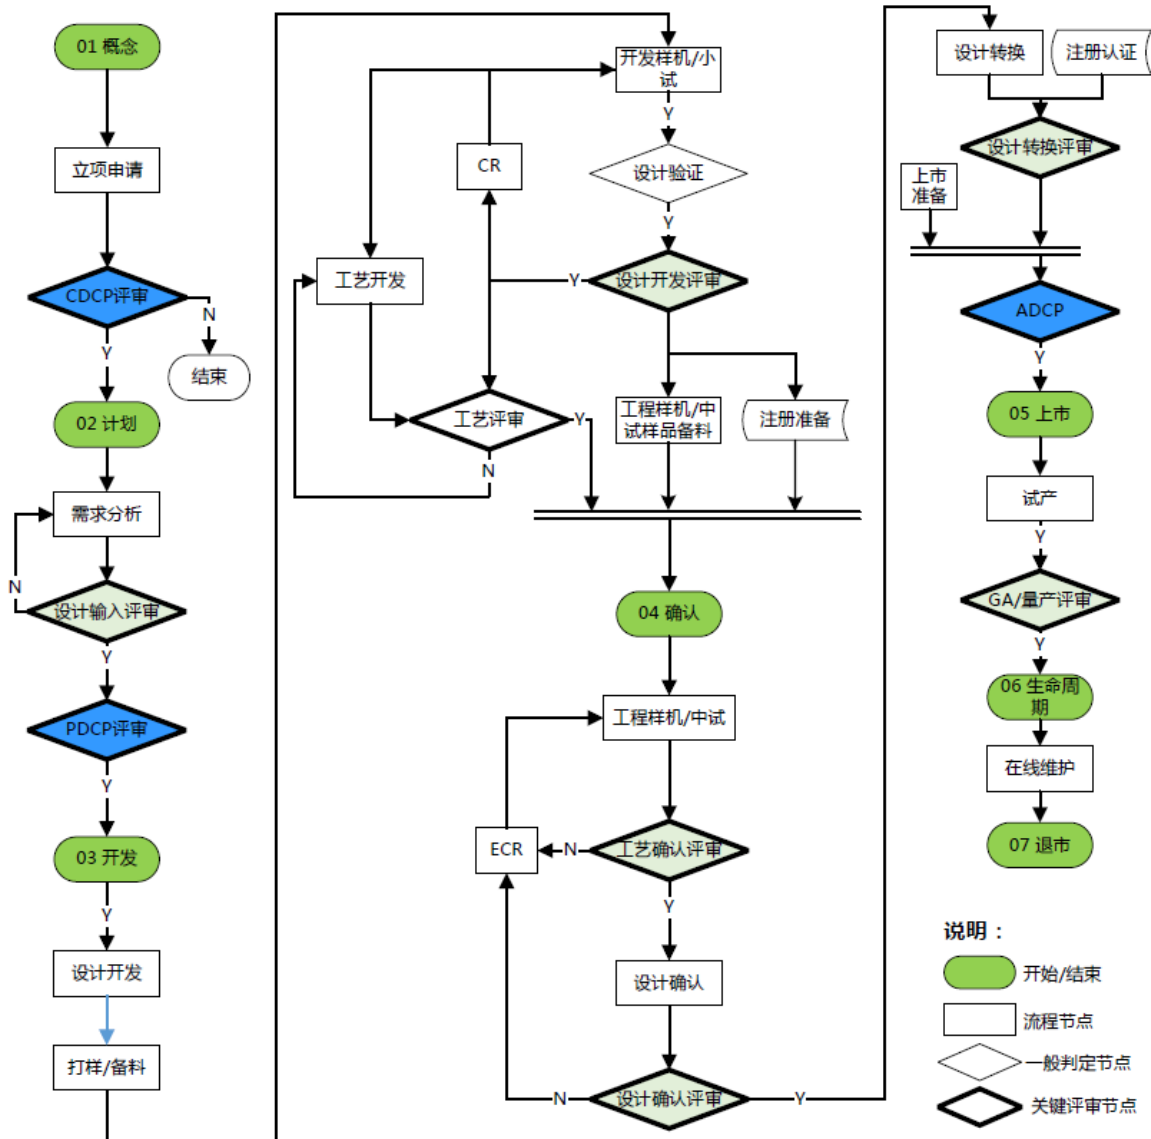 01 概念
立项申请
CDCP评审
N
结束
Y
02 计划
需求分析
N
设计输入评审
Y
PDCP评审
Y
03 开发
Y
设计开发
打样/备料
开发样机/小
试
Y
CR
设计验证
Y
工艺开发
Y
设计开发评审
工艺评审
Y
N
工程样机/中
试样品备料
注册准备
04 确认
工程样机/中试
ECR
N
工艺确认评审
Y
设计确认
N
设计确认评审
Y
设计转换
注册认证
设计转换评审
上市
准备
ADCP
Y
05 上市
试产
Y
GA/量产评审
Y
06 生命周
期
在线维护
07 退市
说明：
开始/结束
流程节点
一般判定节点
关键评审节点